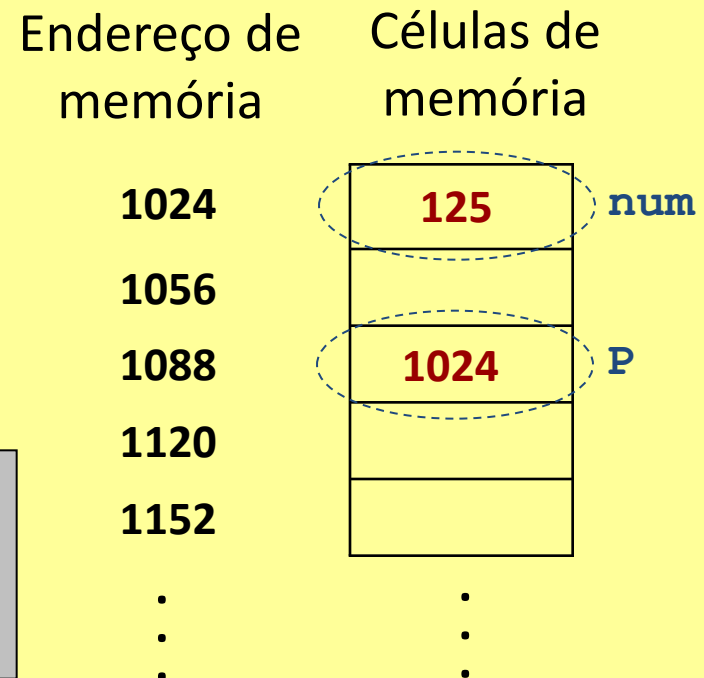 Endereço de
memória
Células de
memória
1024 125 num
1056
1088 1024 P
1120
1152
. .
. .
. .